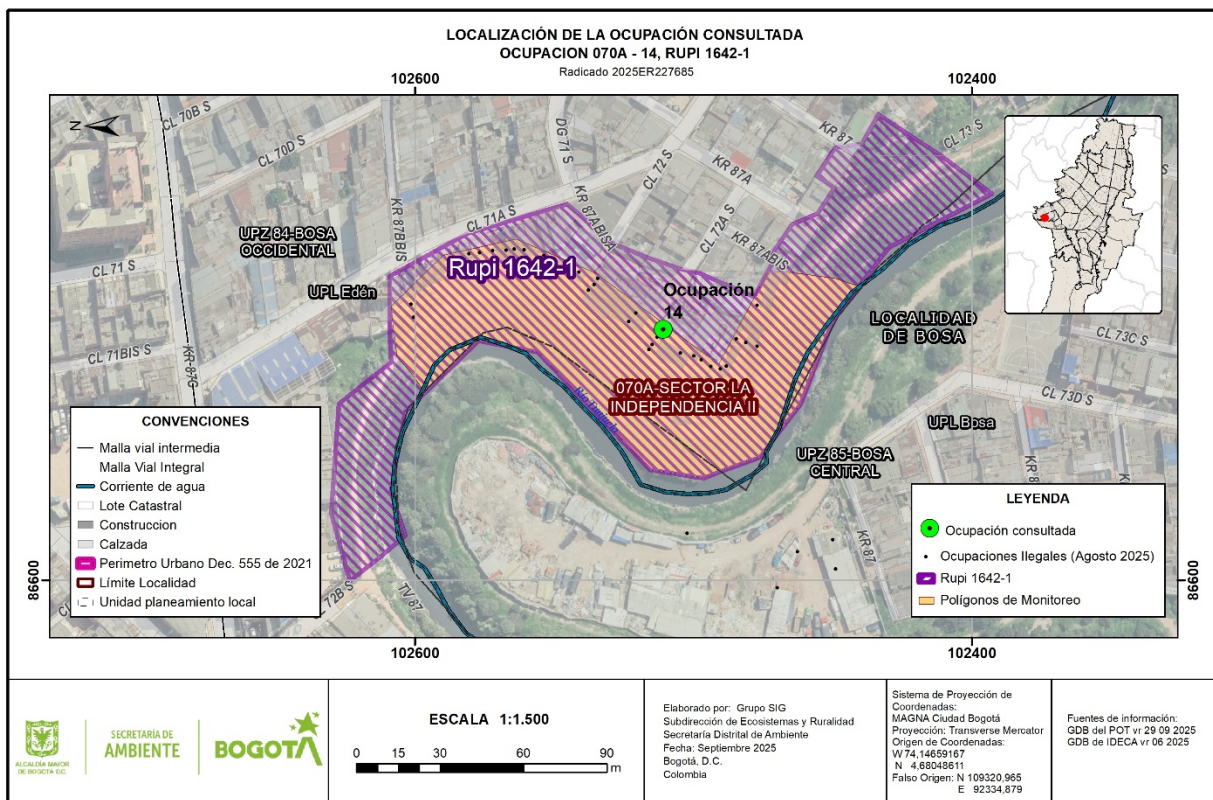 LOCALIZACIÓN DE LA OCUPACIÓN CONSULTADA
OCUPACION 070A - 14, RUPI 1642-1
Radicado 2025ER227685
102600
102400
N
CL 70B S
CL 70D S
KR 87BBIS
DG 71 S
CL 72 S
KR 87A
KR 87
CL 73 S
UPZ 84-BOSA
OCCIDENTAL
CL 71A S
KR 87ABISA
CL 72A S
KR 87ABIS
CL 71 S
Rupi 1642-1
UPL Edén
Ocupación
14
LOCALIDAD
DE BOSA
CL 73C S
CL 71BIS S
KR 87G
070A-SECTOR LA
INDEPENDENCIA II
CL 73D S
UPL Bosa
UPZ 85-BOSA
CENTRAL
KR 87
CL 72B S
TV 87
86600
86600
102600
102400
CONVENCIONES
Malla vial intermedia
Malla Vial Integral
Corriente de agua
Lote Catastral
Construccion
Calzada
Perimetro Urbano Dec. 555 de 2021
Límite Localidad
Unidad planeamiento local
LEYENDA
Ocupación consultada
Ocupaciones Ilegales (Agosto 2025)
Rupi 1642-1
Polígonos de Monitoreo
ALCALDÍA MAYOR
DE BOGOTÁ D.C.
SECRETARÍA DE
AMBIENTE
BOGOTÁ
ESCALA 1:1.500
0 15 30 60 90
m
Elaborado por: Grupo SIG
Subdirección de Ecosistemas y Ruralidad
Secretaría Distrital de Ambiente
Fecha: Septiembre 2025
Bogotá, D.C.
Colombia
Sistema de Proyección de
Coordenadas:
MAGNA Ciudad Bogotá
Proyección: Transverse Mercator
Origen de Coordenadas:
W 74,14659167
N 4,68048611
Falso Origen: N 109320,965
E 92334,879
Fuentes de información:
GDB del POT vr 29 09 2025
GDB de IDECA vr 06 2025